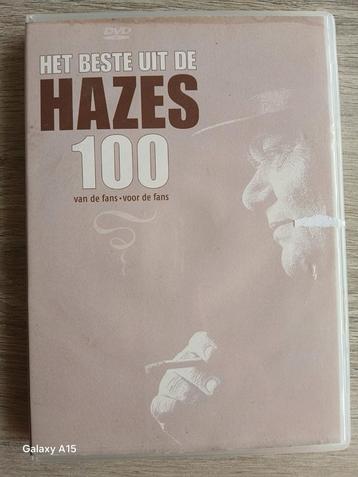 DVD
HET BESTE UIT DE
HAZES
100
van de fans • voor de fans
Galaxy A15